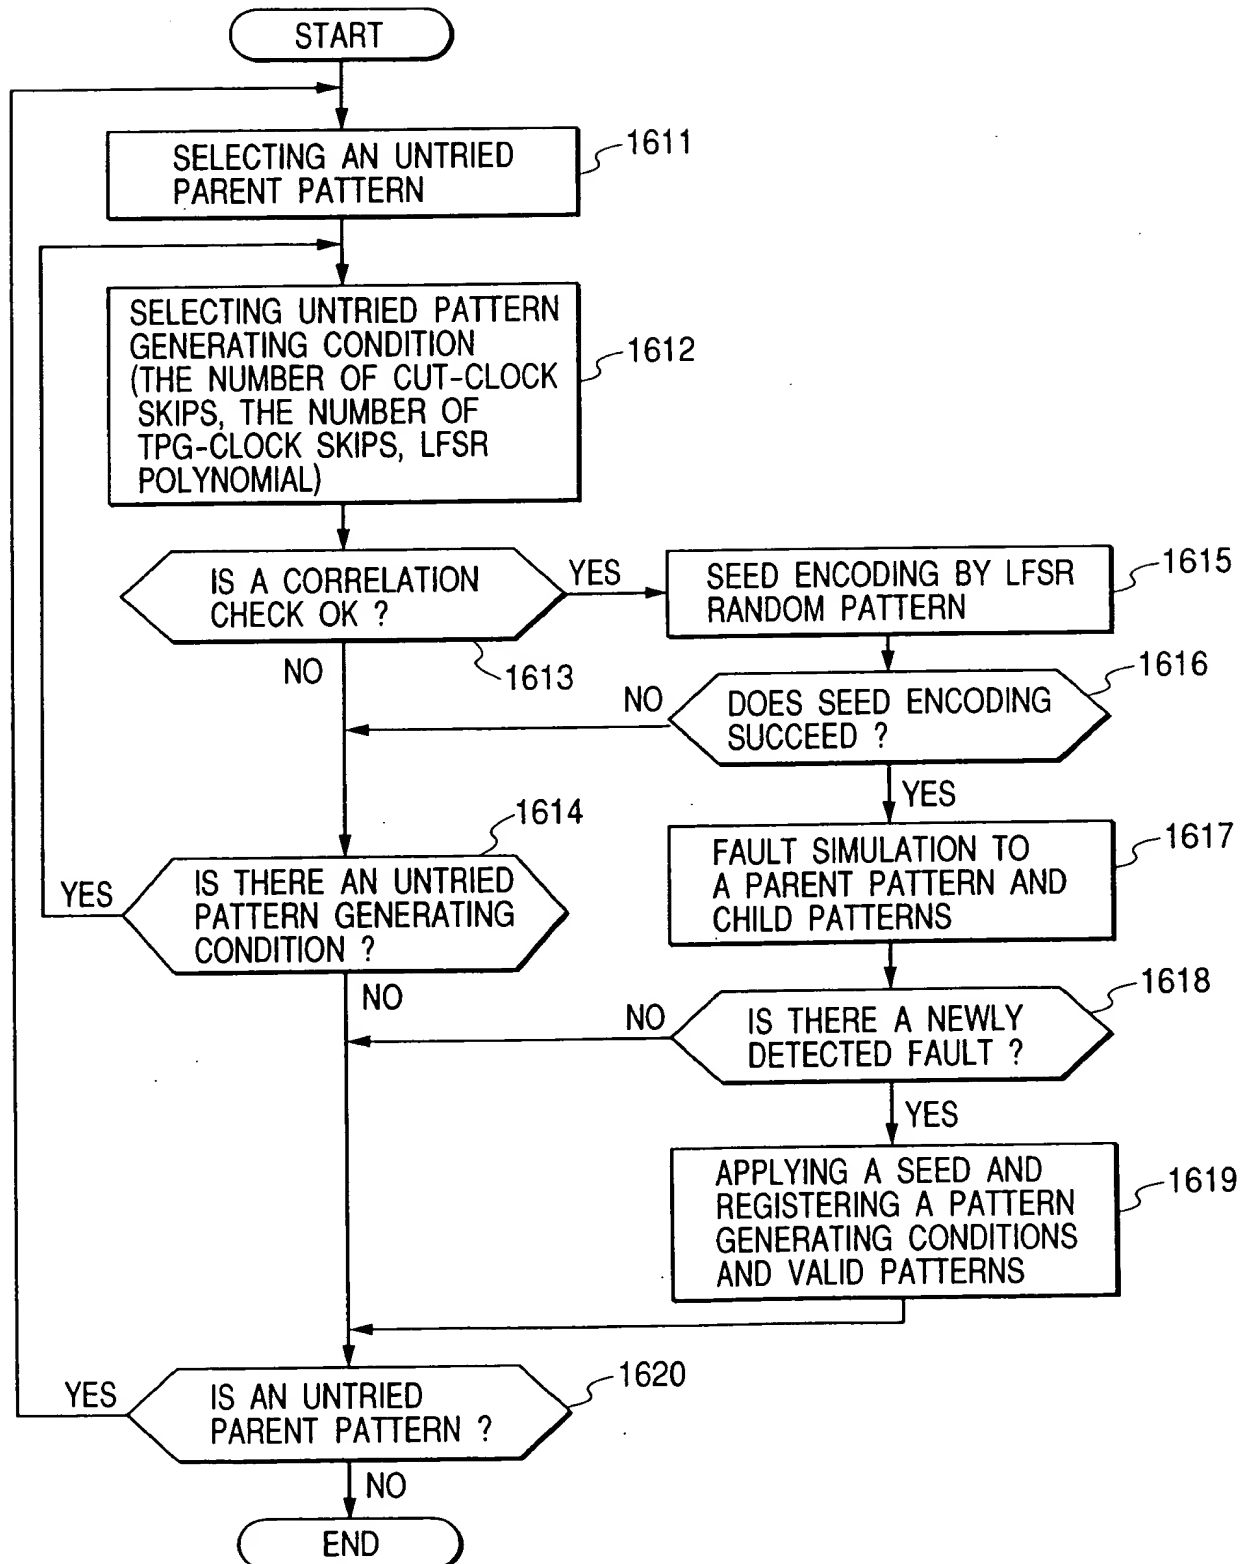 START
1611
SELECTING AN UNTRIED
PARENT PATTERN
SELECTING UNTRIED PATTERN
GENERATING CONDITION
(THE NUMBER OF CUT-CLOCK
SKIPS, THE NUMBER OF
TPG-CLOCK SKIPS, LFSR
POLYNOMIAL)
1612
IS A CORRELATION
CHECK OK ?
YES
NO
1613
SEED ENCODING BY LFSR
RANDOM PATTERN
1615
1616
DOES SEED ENCODING
SUCCEED ?
NO
YES
1614
IS THERE AN UNTRIED
PATTERN GENERATING
CONDITION ?
YES
NO
FAULT SIMULATION TO
A PARENT PATTERN AND
CHILD PATTERNS
1617
1618
IS THERE A NEWLY
DETECTED FAULT ?
NO
YES
APPLYING A SEED AND
REGISTERING A PATTERN
GENERATING CONDITIONS
AND VALID PATTERNS
1619
1620
IS AN UNTRIED
PARENT PATTERN ?
YES
NO
END